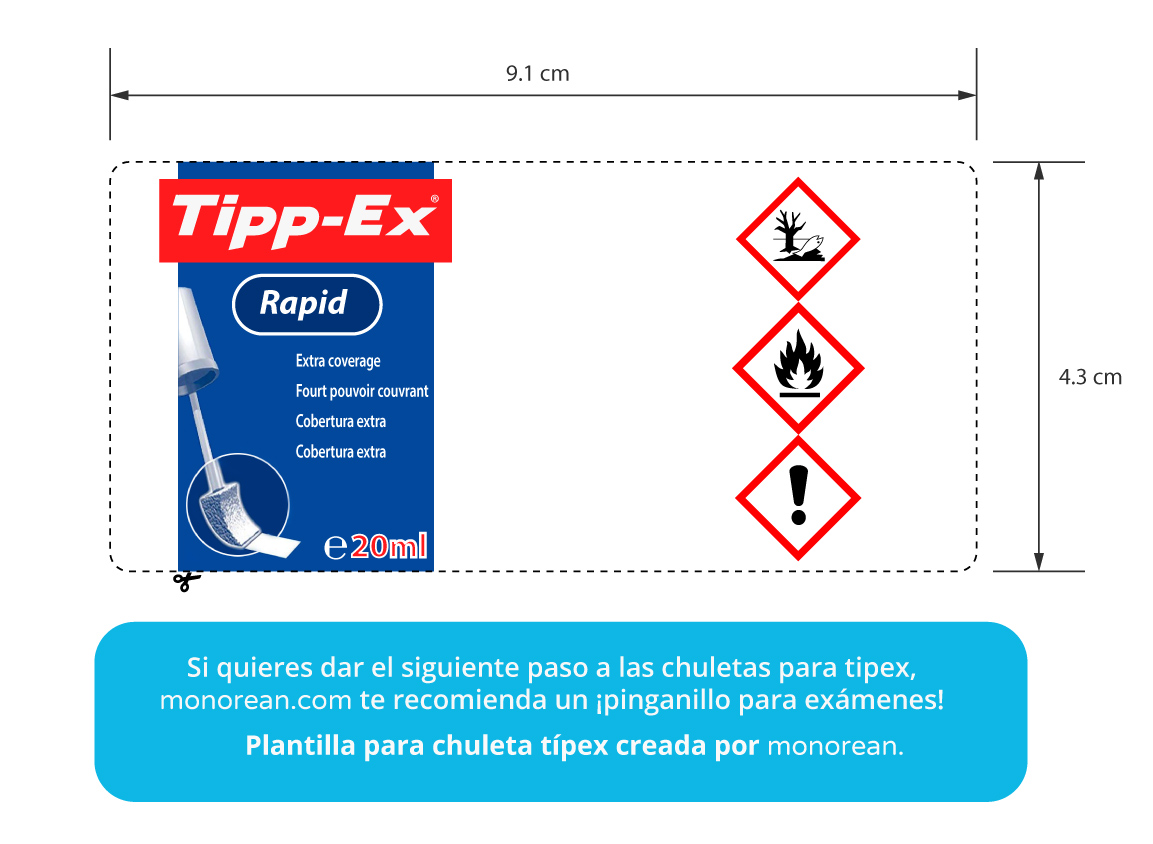 9.1 cm
Tipp-Ex®
Rapid
Extra coverage
Fourt pouvoir couvrant
Cobertura extra
Cobertura extra
℮20ml
4.3 cm
Si quieres dar el siguiente paso a las chuletas para tipex,
monorean.com te recomienda un ¡pinganillo para exámenes!
Plantilla para chuleta típex creada por monorean.